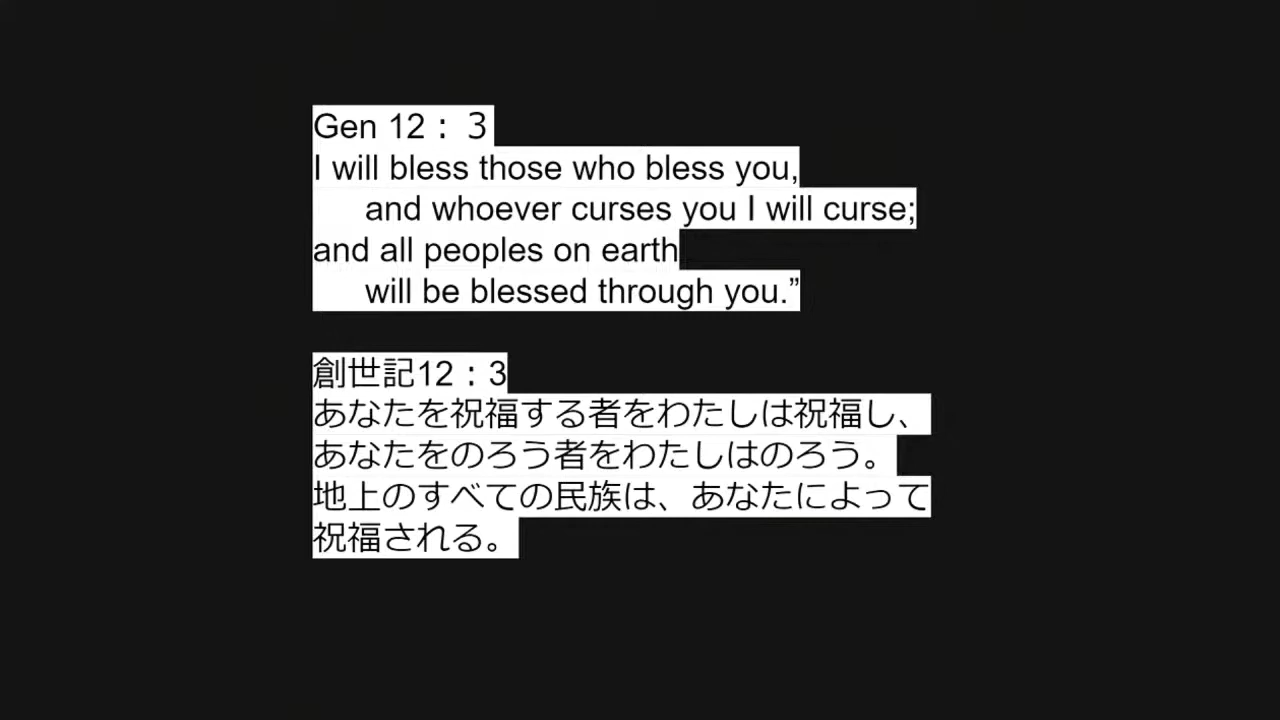 Gen 12：３
I will bless those who bless you,
and whoever curses you I will curse;
and all peoples on earth
will be blessed through you.”
創世記12：3
あなたを祝福する者をわたしは祝福し、
あなたをのろう者をわたしはのろう。
地上のすべての民族は、あなたによって
祝福される。